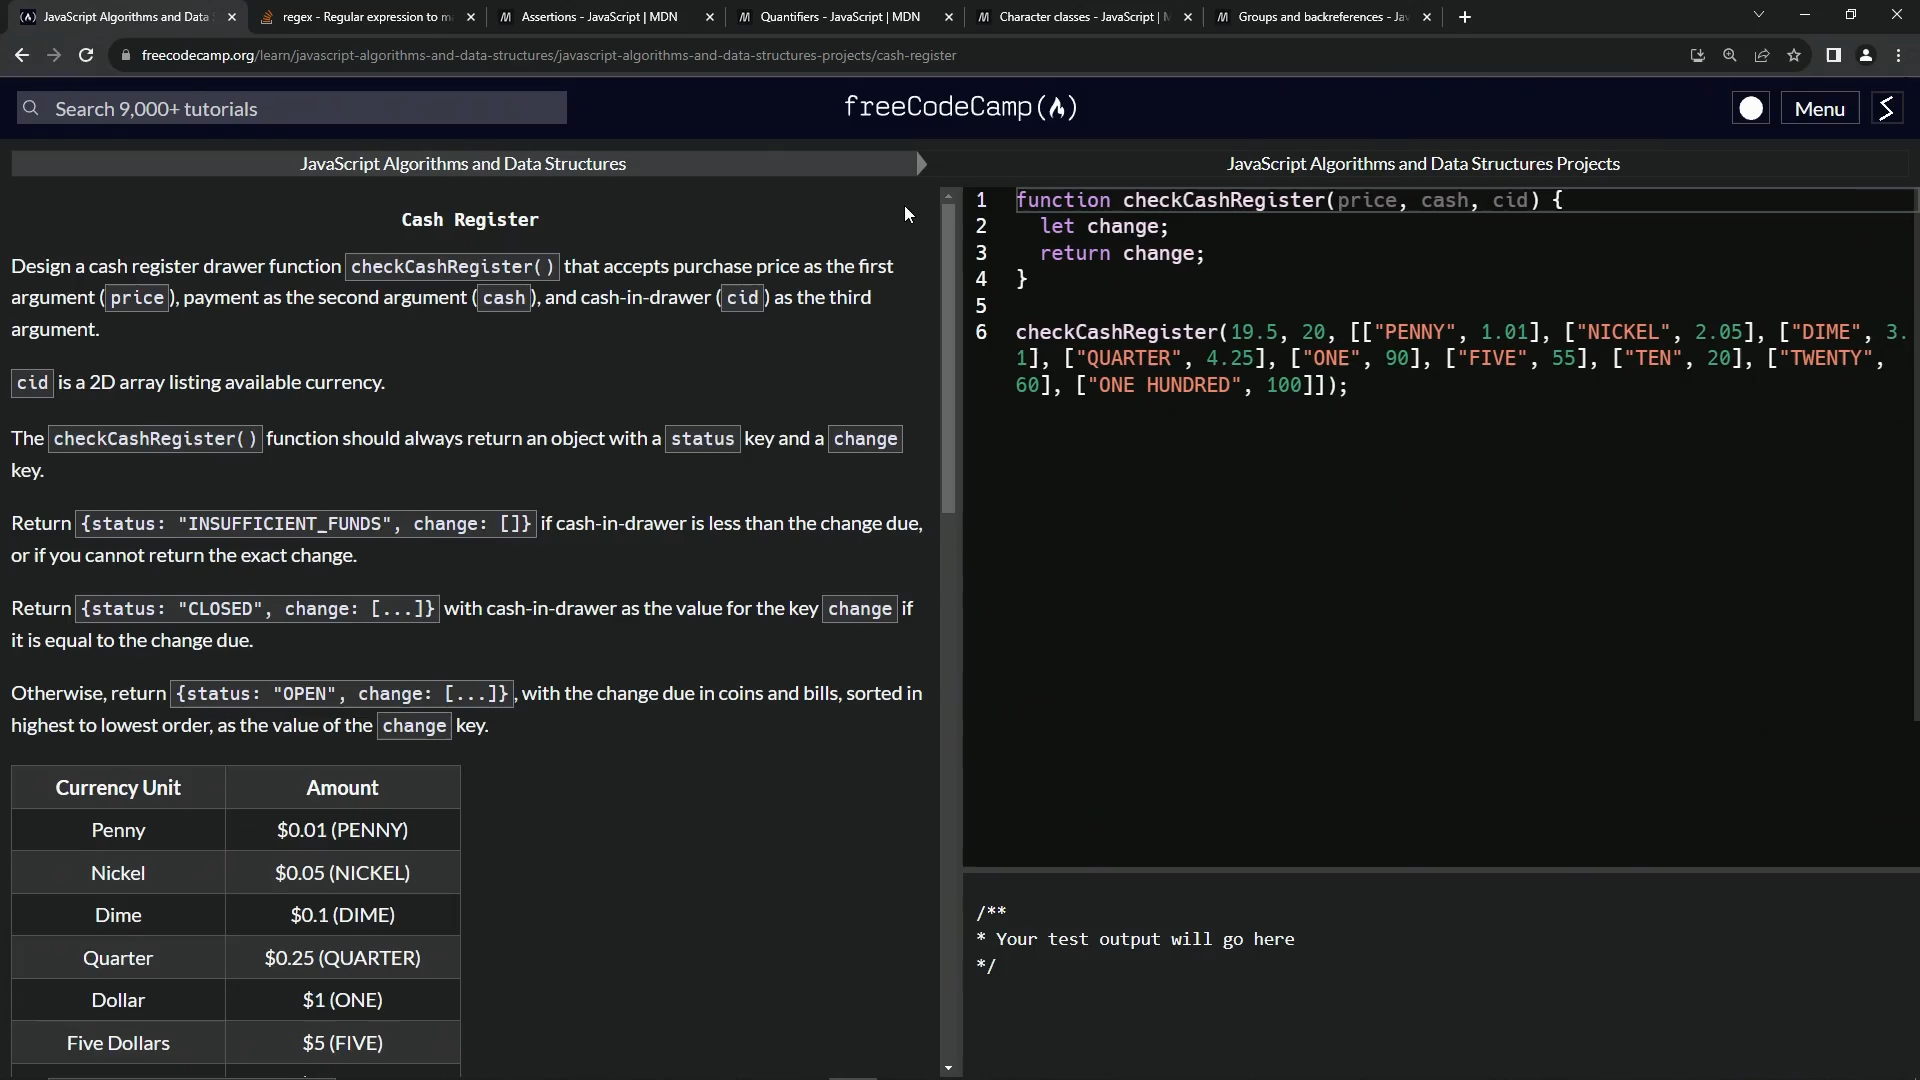 JavaScript Algorithms and Data
regex - Regular expression to m
Assertions - JavaScript | MDN
Quantifiers - JavaScript | MDN
Character classes - JavaScript |
Groups and backreferences - Ja
freecodecamp.org/learn/javascript-algorithms-and-data-structures/javascript-algorithms-and-data-structures-projects/cash-register
Search 9,000+ tutorials
freeCodeCamp
Menu
JavaScript Algorithms and Data Structures
JavaScript Algorithms and Data Structures Projects
Cash Register
Design a cash register drawer function checkCashRegister() that accepts purchase price as the first
argument (price), payment as the second argument (cash), and cash-in-drawer (cid) as the third
argument.
cid is a 2D array listing available currency.
The checkCashRegister() function should always return an object with a status key and a change
key.
Return {status: "INSUFFICIENT_FUNDS", change: []} if cash-in-drawer is less than the change due,
or if you cannot return the exact change.
Return {status: "CLOSED", change: [...]} with cash-in-drawer as the value for the key change if
it is equal to the change due.
Otherwise, return {status: "OPEN", change: [...]}, with the change due in coins and bills, sorted in
highest to lowest order, as the value of the change key.
Currency Unit Amount
Penny $0.01 (PENNY)
Nickel $0.05 (NICKEL)
Dime $0.1 (DIME)
Quarter $0.25 (QUARTER)
Dollar $1 (ONE)
Five Dollars $5 (FIVE)
1 function checkCashRegister(price, cash, cid) {
2 let change;
3 return change;
4 }
5
6 checkCashRegister(19.5, 20, [["PENNY", 1.01], ["NICKEL", 2.05], ["DIME", 3.
1], ["QUARTER", 4.25], ["ONE", 90], ["FIVE", 55], ["TEN", 20], ["TWENTY",
60], ["ONE HUNDRED", 100]]);
/**
* Your test output will go here
*/